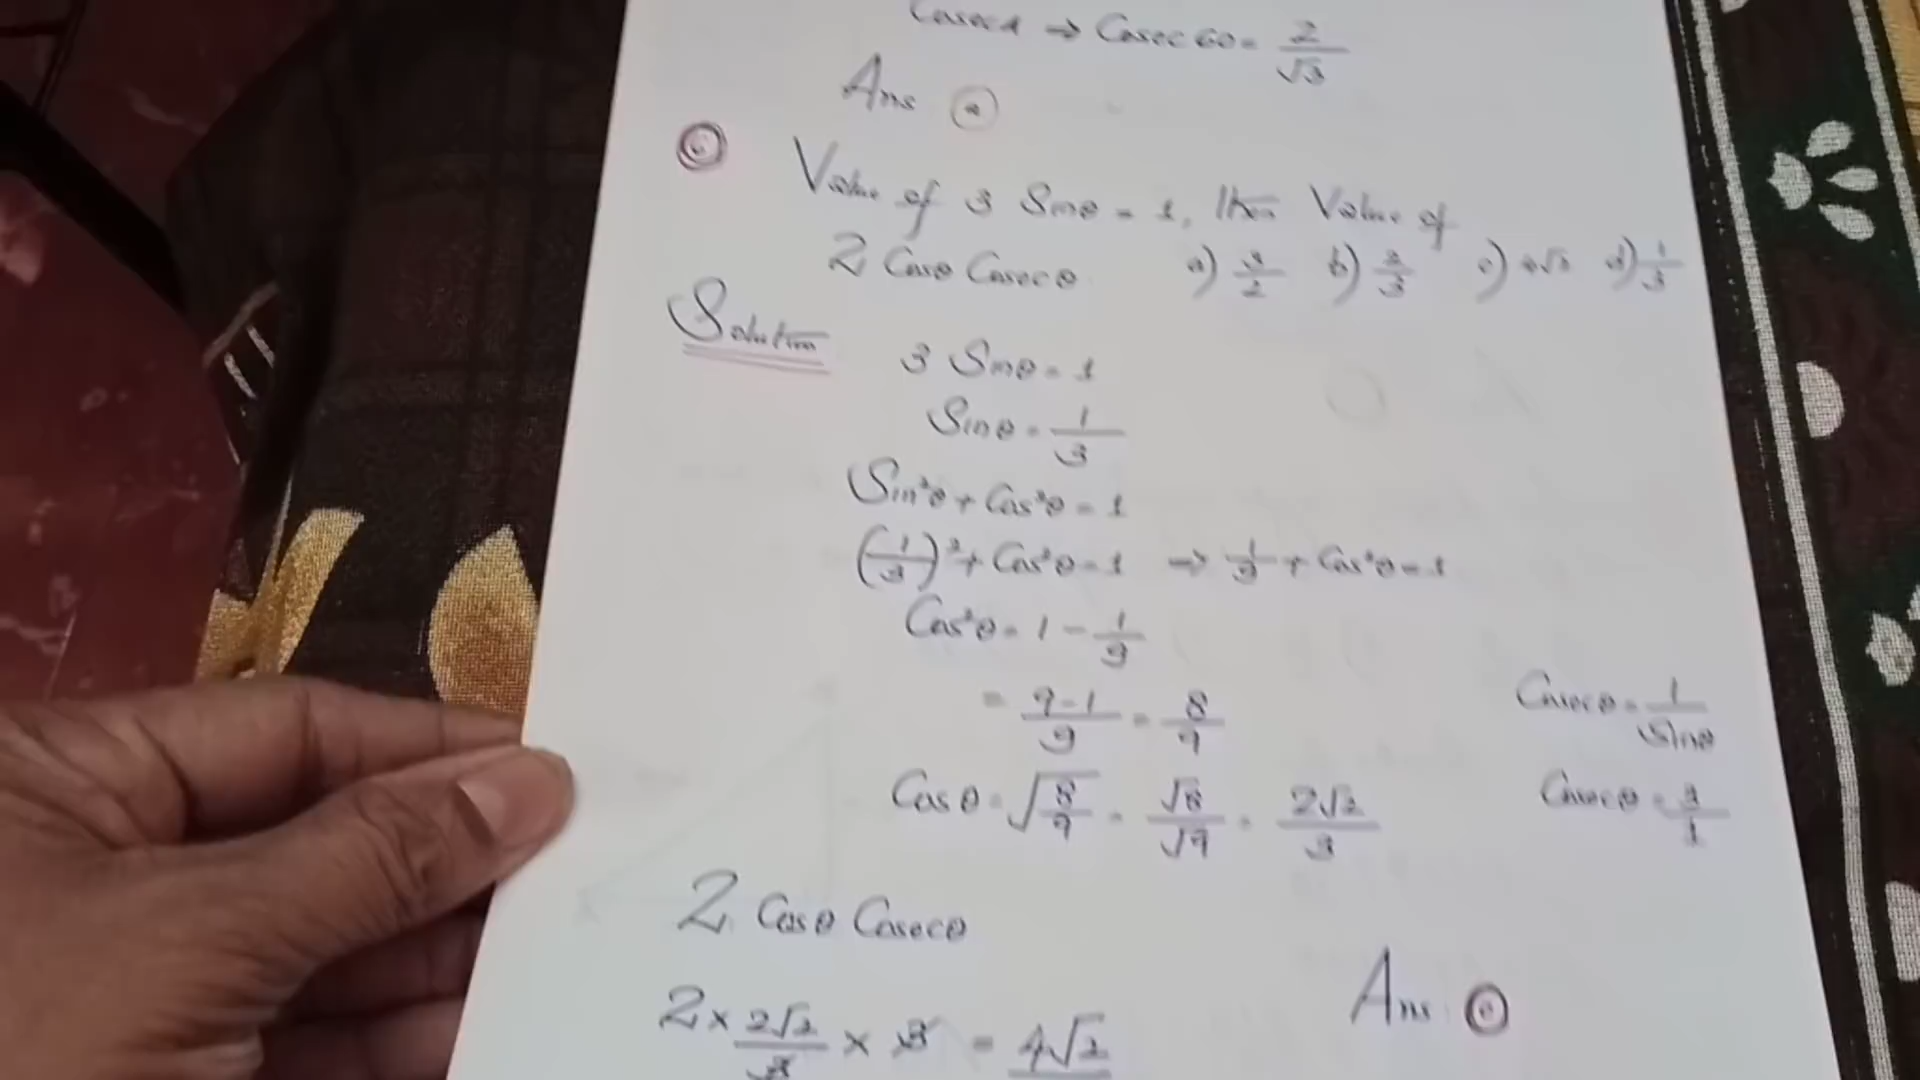 Cosec A → Cosec 60 = 2/√3
Ans (a)
Value of 3 Sinθ = 1, then Value of
2 Cosθ Cosecθ a) 3/2 b) 2/3 c) 4√2 d) 1/3
Solution
3 Sinθ = 1
Sinθ = 1/3
Sin²θ + Cos²θ = 1
(1/3)² + Cos²θ = 1 → 1/9 + Cos²θ = 1
Cos²θ = 1 - 1/9
= 9-1/9 = 8/9
Cosecθ = 1/Sinθ
Cosθ = √8/9 = √8/√9 = 2√2/3
Cosecθ = 3/1
2 Cosθ Cosecθ
Ans
2 × 2√2/3 × 3 = 4√2